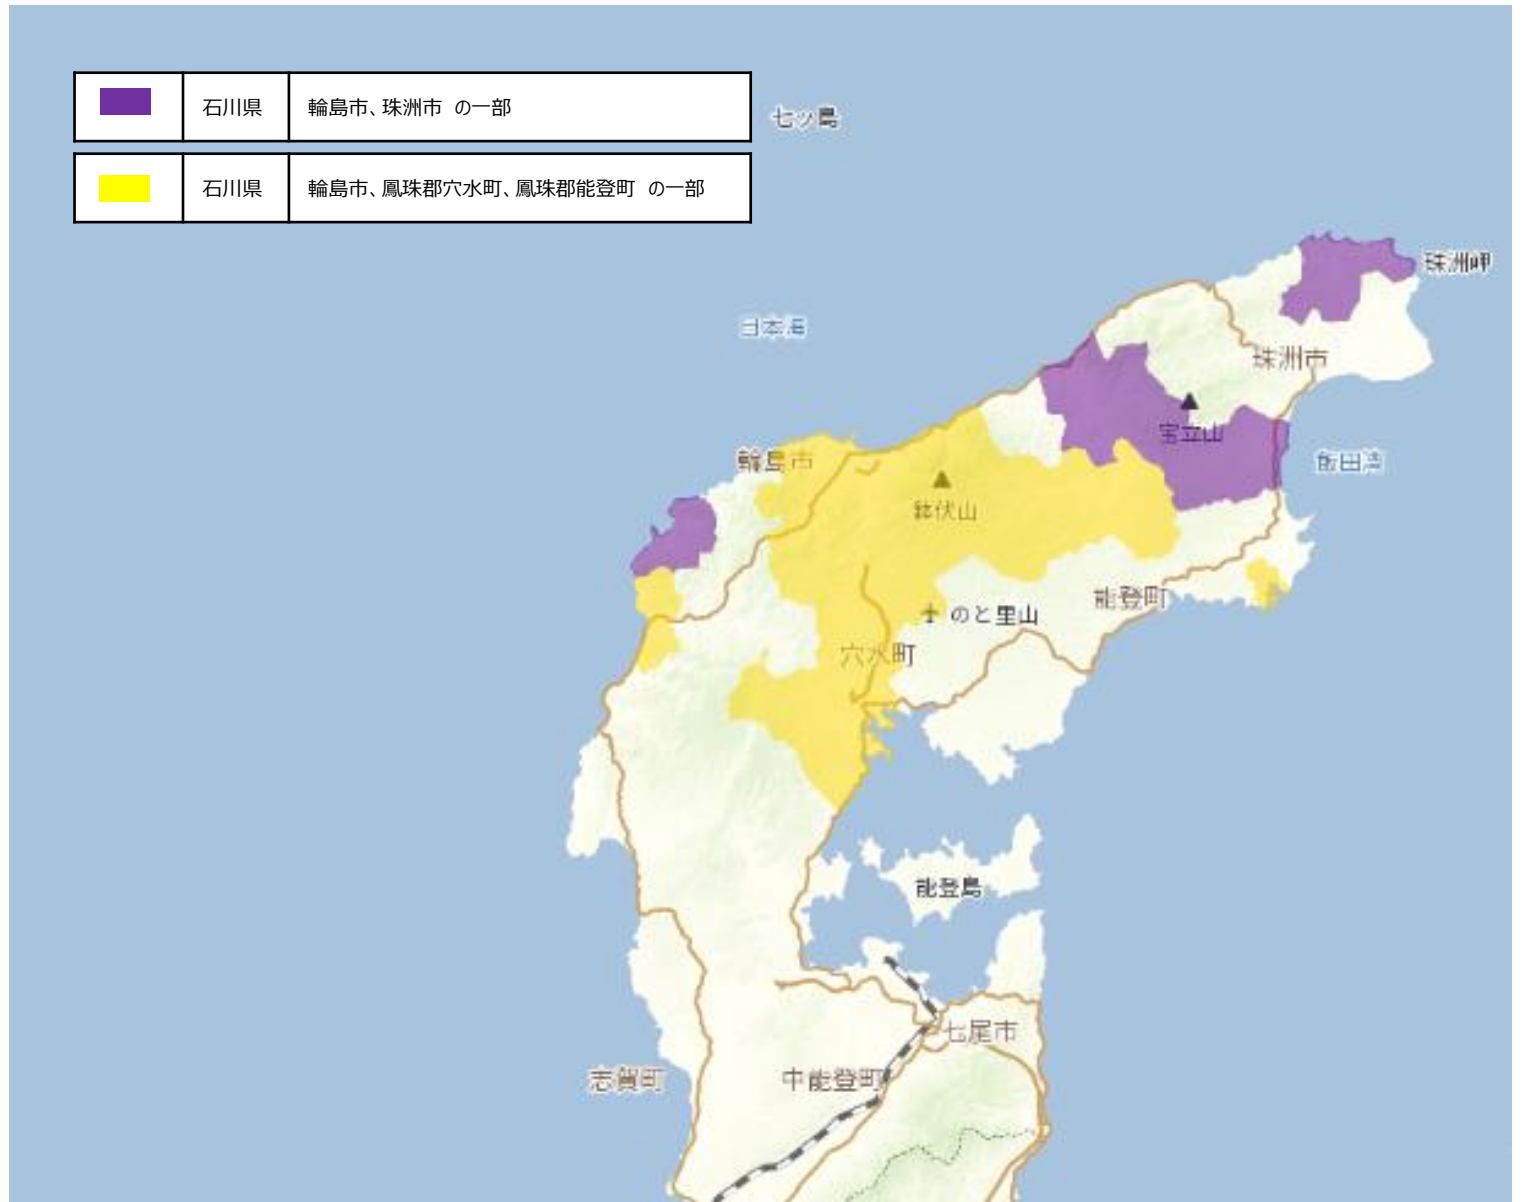 石川県 輪島市、珠洲市 の一部
石川県 輪島市、鳳珠郡穴水町、鳳珠郡能登町 の一部
七ッ島
珠洲岬
日本海
珠洲市
宝立山
輪島市
飯田湾
鉢伏山
能登町
のと里山
穴水町
能登島
七尾市
志賀町
中能登町